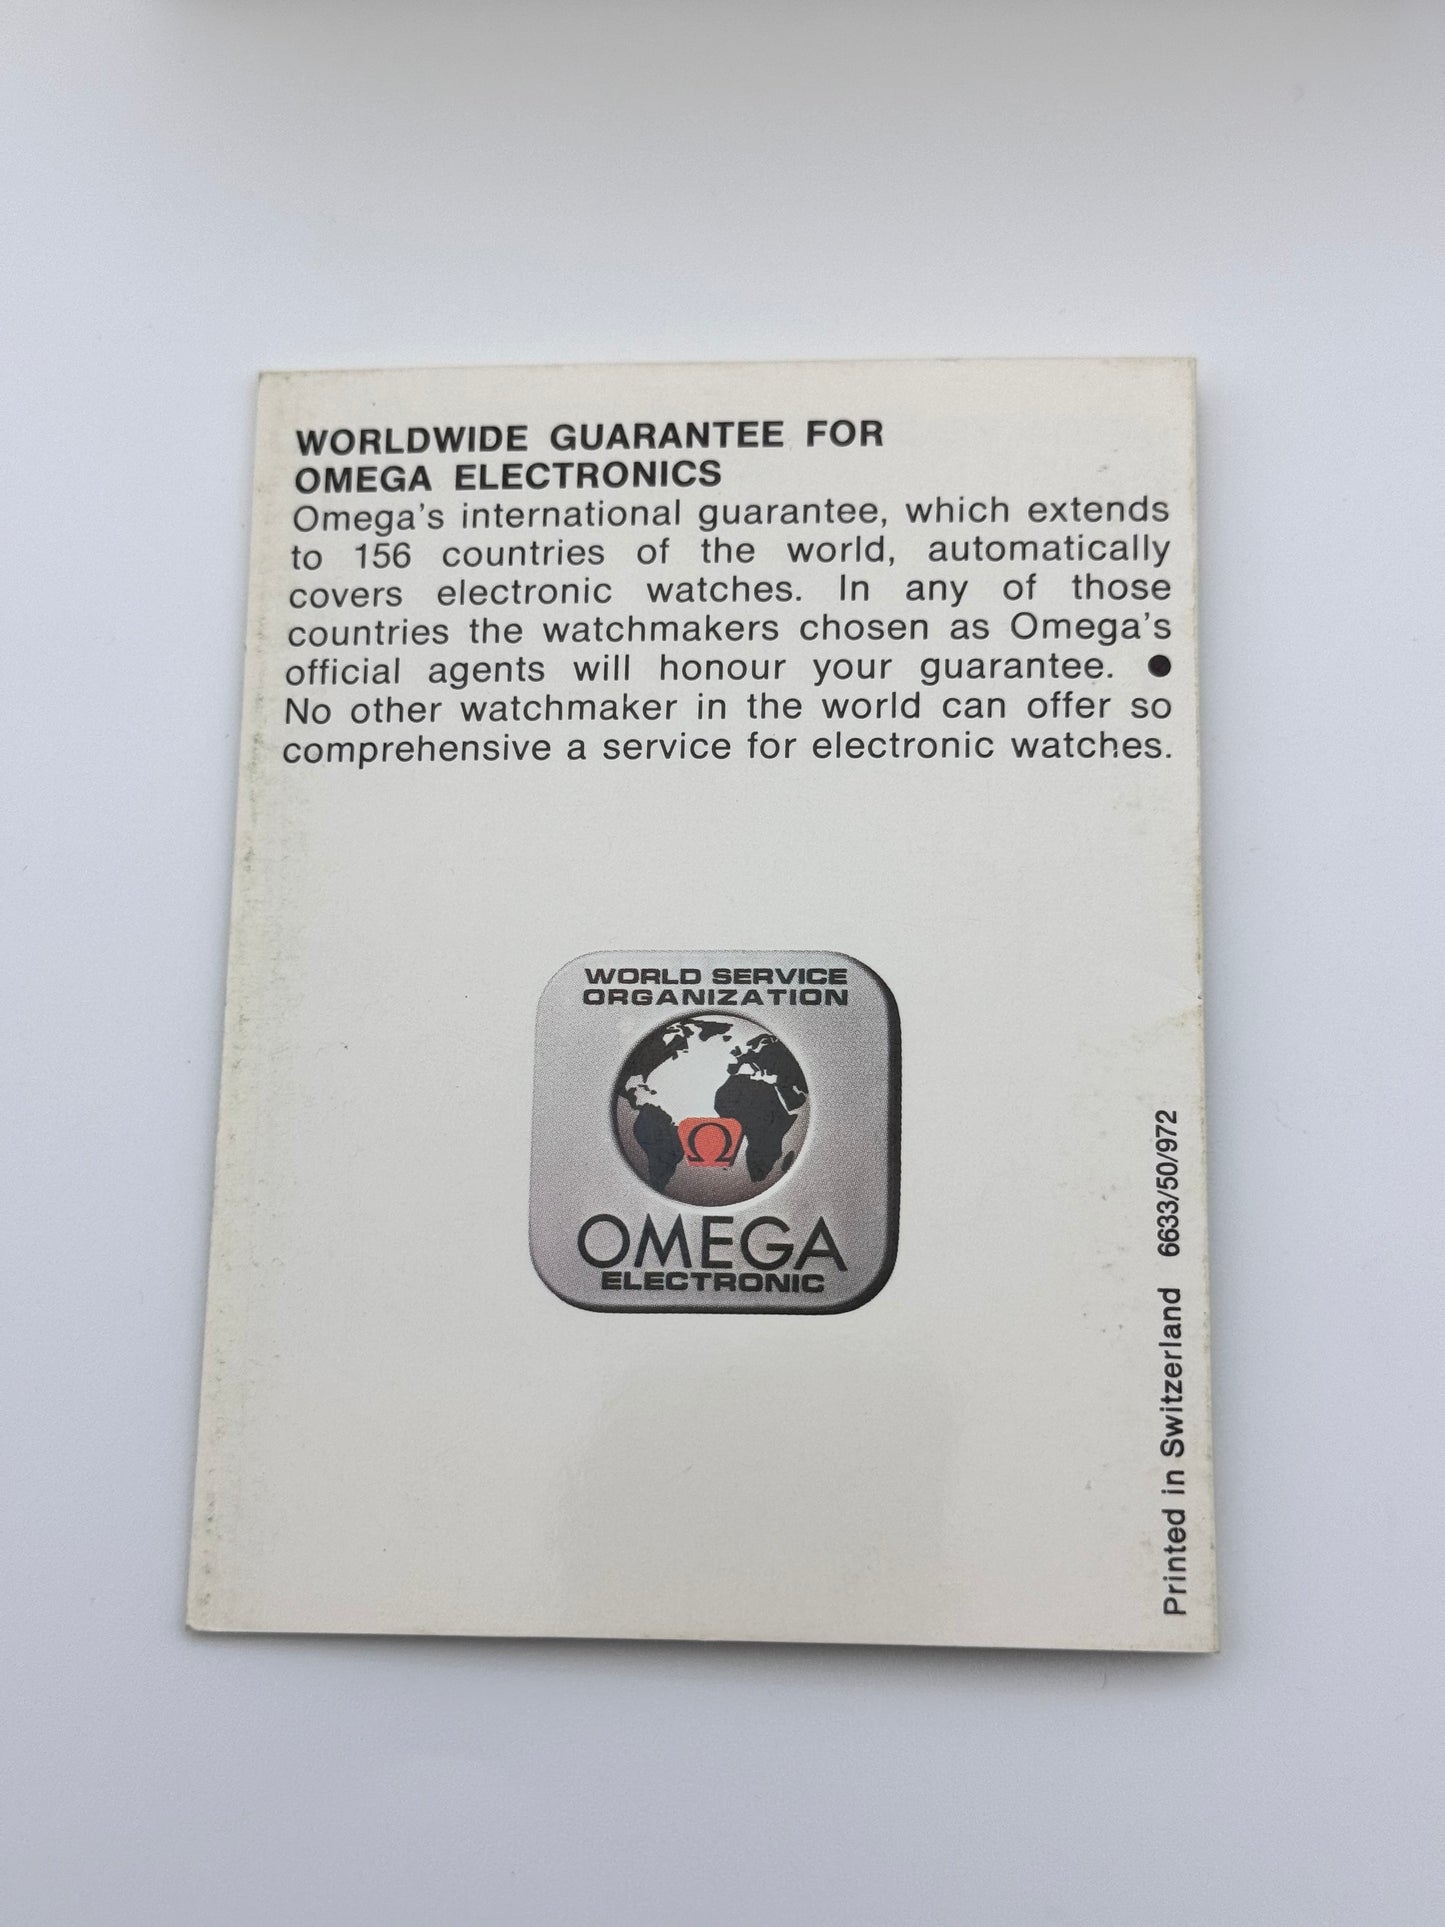 WORLDWIDE GUARANTEE FOR
OMEGA ELECTRONICS
Omega's international guarantee, which extends
to 156 countries of the world, automatically
covers electronic watches. In any of those
countries the watchmakers chosen as Omega's
official agents will honour your guarantee. ●
No other watchmaker in the world can offer so
comprehensive a service for electronic watches.
WORLD SERVICE
ORGANIZATION
Ω
OMEGA
ELECTRONIC
Printed in Switzerland 6633/50/972